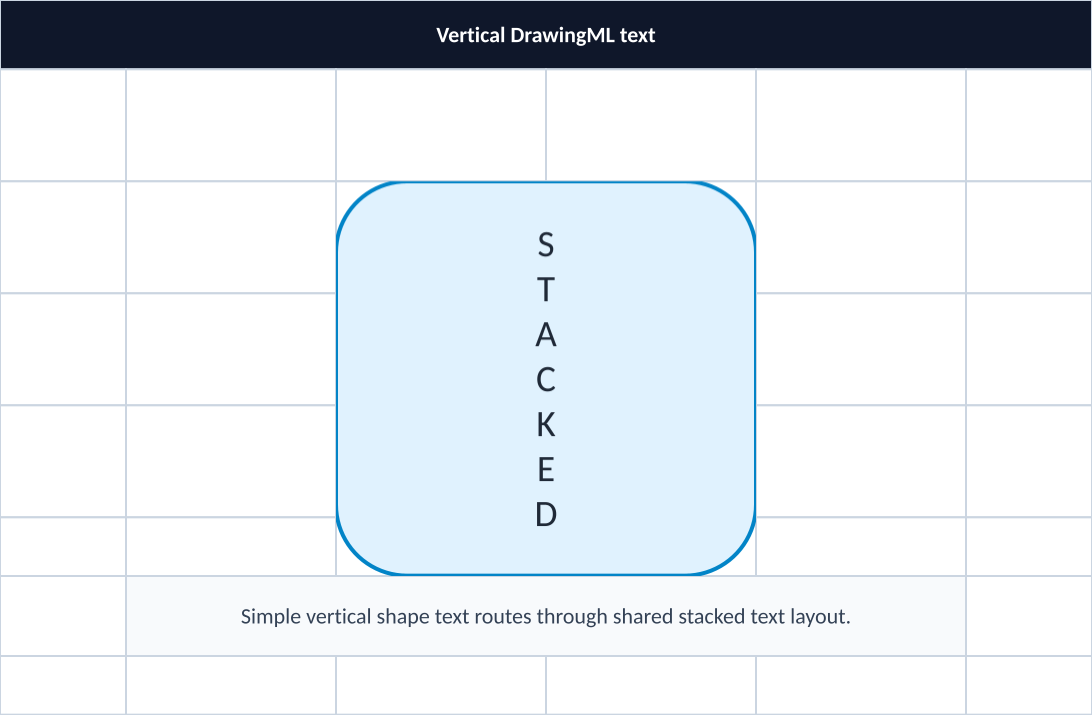 Vertical DrawingML text
S
T
A
C
K
E
D
Simple vertical shape text routes through shared stacked text layout.